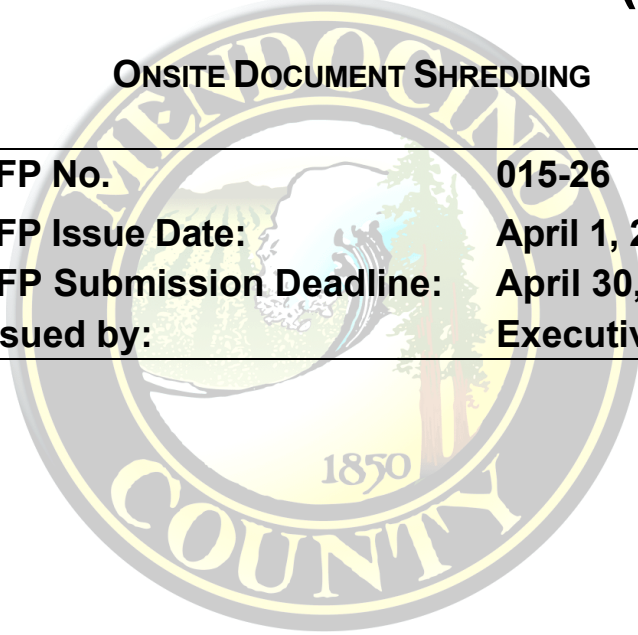 ONSITE DOCUMENT SHREDDING
MENDOCINO
FP No. 015-26
FP Issue Date: April 1, 2
FP Submission Deadline: April 30,
sued by: Executiv
1850
COUNTY